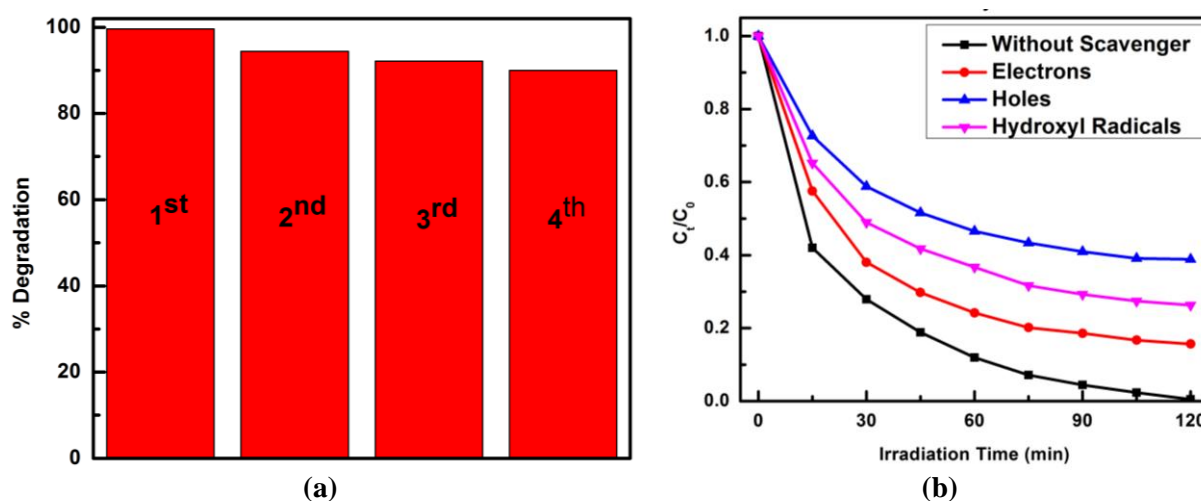 100
80
60
40
20
0
% Degradation
1st
2nd
3rd
4th
(a)
1.0
0.8
0.6
0.4
0.2
0.0
Ct/C0
Without Scavenger
Electrons
Holes
Hydroxyl Radicals
0 30 60 90 120
Irradiation Time (min)
(b)